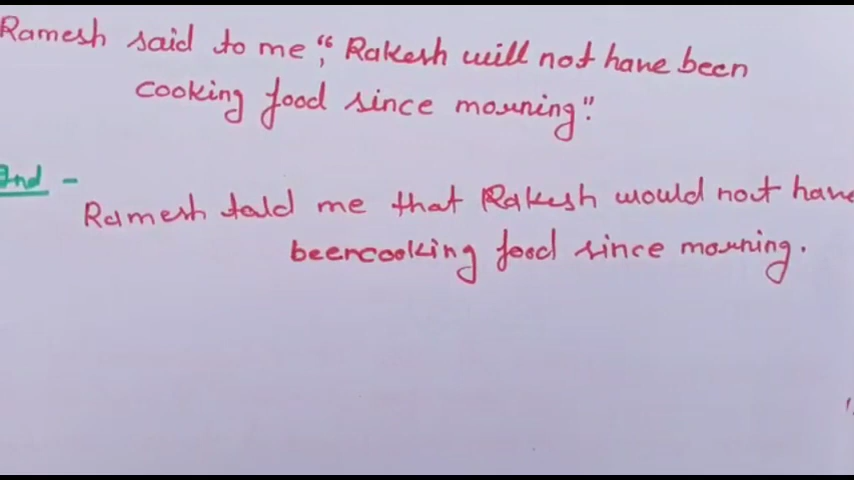 Ramesh said to me, "Rakesh will not have been
cooking food since morning".
Ind -
Ramesh told me that Rakesh would not have
beencooking food since morning.